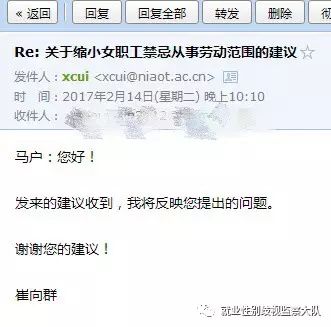 « 返回 回复 回复全部 转发 删除
Re: 关于缩小女职工禁忌从事劳动范围的建议
发件人：xcui <xcui@niaot.ac.cn>
时　间：2017年2月14日(星期二) 晚上10:10
收件人：
马户：您好！
发来的建议收到，我将反映您提出的问题。
谢谢您的建议！
崔向群
就业性别歧视监察大队